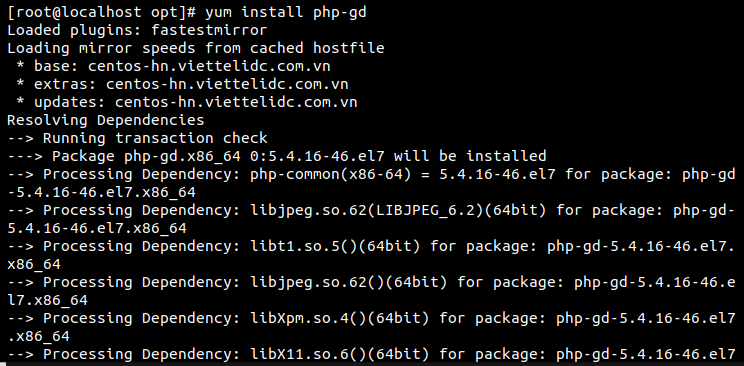 [root@localhost opt]# yum install php-gd
Loaded plugins: fastestmirror
Loading mirror speeds from cached hostfile
 * base: centos-hn.viettelidc.com.vn
 * extras: centos-hn.viettelidc.com.vn
 * updates: centos-hn.viettelidc.com.vn
Resolving Dependencies
--> Running transaction check
---> Package php-gd.x86_64 0:5.4.16-46.el7 will be installed
--> Processing Dependency: php-common(x86-64) = 5.4.16-46.el7 for package: php-gd
-5.4.16-46.el7.x86_64
--> Processing Dependency: libjpeg.so.62(LIBJPEG_6.2)(64bit) for package: php-gd-
5.4.16-46.el7.x86_64
--> Processing Dependency: libt1.so.5()(64bit) for package: php-gd-5.4.16-46.el7.
x86_64
--> Processing Dependency: libjpeg.so.62()(64bit) for package: php-gd-5.4.16-46.e
l7.x86_64
--> Processing Dependency: libXpm.so.4()(64bit) for package: php-gd-5.4.16-46.el7
.x86_64
--> Processing Dependency: libX11.so.6()(64bit) for package: php-gd-5.4.16-46.el7